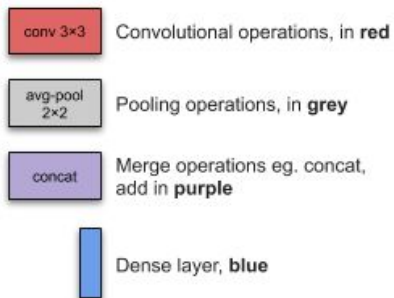 conv 3×3
Convolutional operations, in red
avg-pool
2×2
Pooling operations, in grey
concat
Merge operations eg. concat,
add in purple
Dense layer, blue